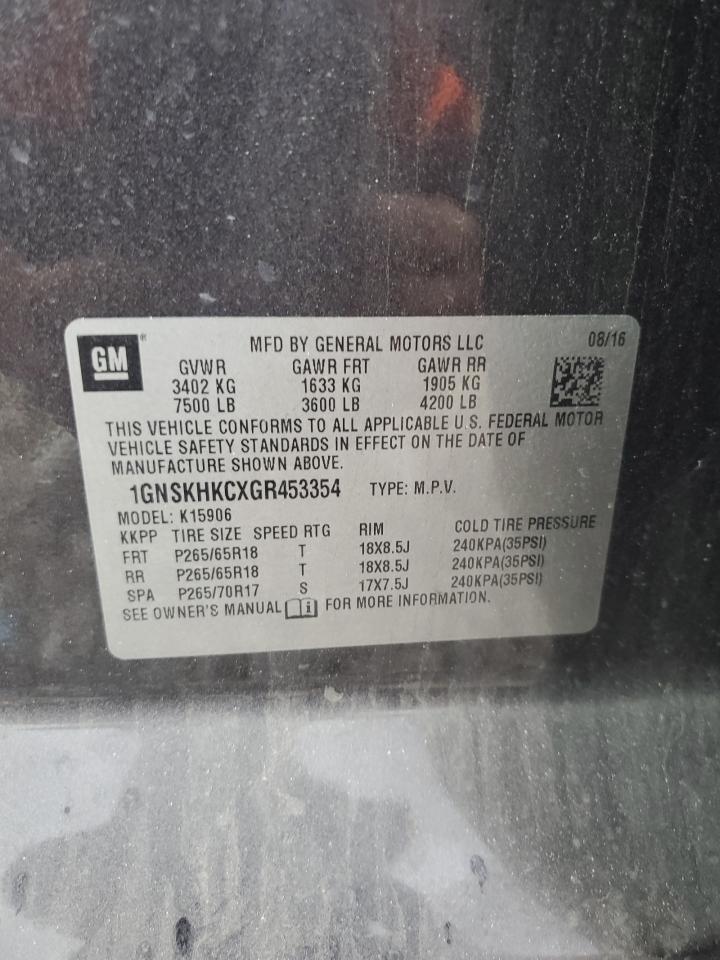 GM ®
MFD BY GENERAL MOTORS LLC 08/16
GVWR GAWR FRT GAWR RR
3402 KG 1633 KG 1905 KG
7500 LB 3600 LB 4200 LB
THIS VEHICLE CONFORMS TO ALL APPLICABLE U.S. FEDERAL MOTOR
VEHICLE SAFETY STANDARDS IN EFFECT ON THE DATE OF
MANUFACTURE SHOWN ABOVE.
1GNSKHKCXGR453354 TYPE: M.P.V.
MODEL: K15906
KKPP TIRE SIZE SPEED RTG RIM COLD TIRE PRESSURE
FRT P265/65R18 T 18X8.5J 240KPA(35PSI)
RR P265/65R18 T 18X8.5J 240KPA(35PSI)
SPA P265/70R17 S 17X7.5J 240KPA(35PSI)
SEE OWNER'S MANUAL i FOR MORE INFORMATION.